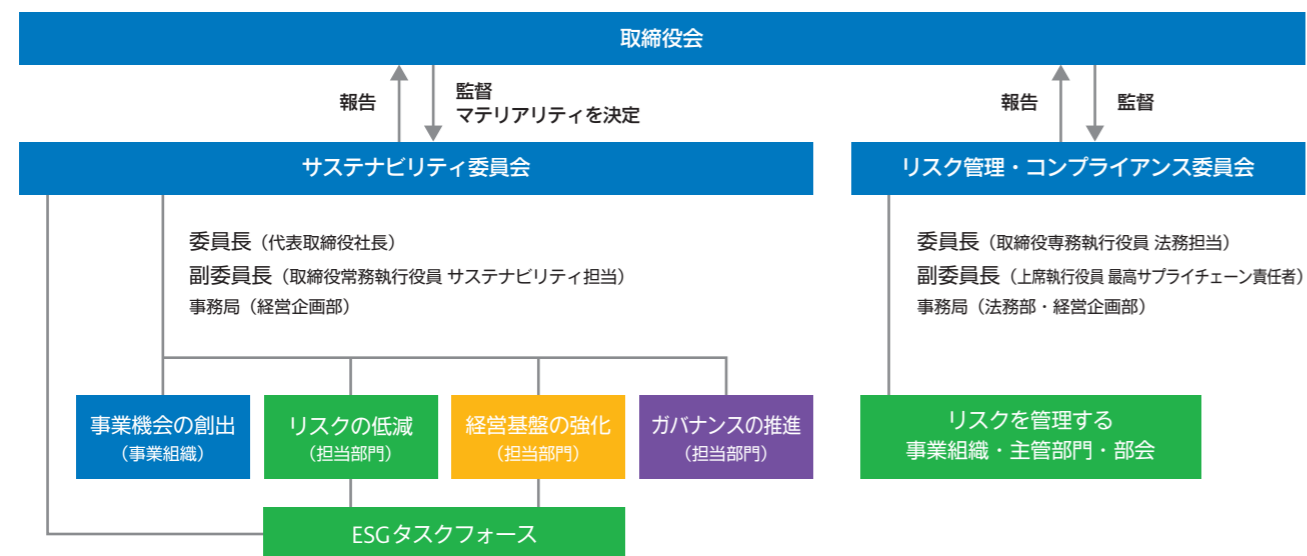 取締役会
報告
監督
マテリアリティを決定
報告
監督
サステナビリティ委員会
リスク管理・コンプライアンス委員会
委員長（代表取締役社長）
副委員長（取締役常務執行役員 サステナビリティ担当）
事務局（経営企画部）
委員長（取締役専務執行役員 法務担当）
副委員長（上席執行役員 最高サプライチェーン責任者）
事務局（法務部・経営企画部）
事業機会の創出
（事業組織）
リスクの低減
（担当部門）
経営基盤の強化
（担当部門）
ガバナンスの推進
（担当部門）
リスクを管理する
事業組織・主管部門・部会
ESGタスクフォース